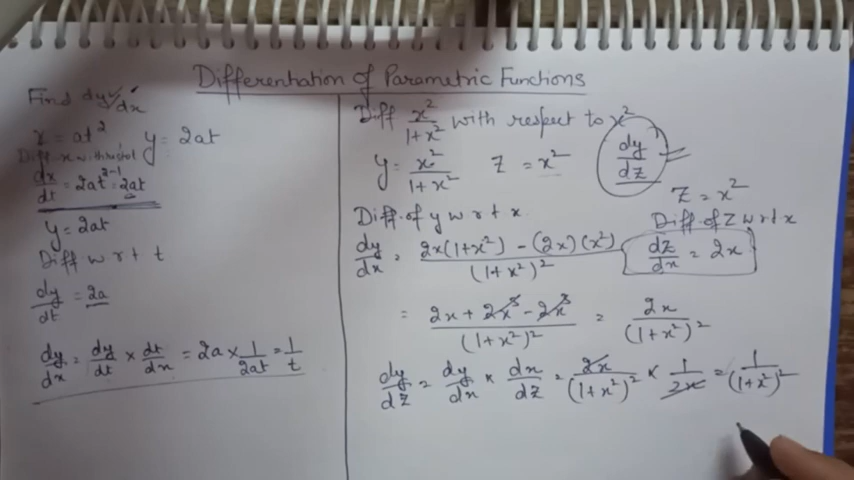 Differentiation of Parametric Functions
Find dy/dx
x = at² y = 2at
Diff x with respect
dx/dt = 2at²⁻¹ = 2at
y = 2at
Diff w r t t
dy/dt = 2a
dy/dx = dy/dt × dt/dx = 2a × 1/2at = 1/t
Diff x²/1+x² with respect to x²
y = x²/1+x² z = x² dy/dz
z = x²
Diff of y w r t x Diff of z w r t x
dy/dx = 2x(1+x²) - (2x)(x²)/(1+x²)² dz/dx = 2x
= 2x + 2x³ - 2x³/(1+x²)² = 2x/(1+x²)²
dy/dz = dy/dx × dx/dz = 2x/(1+x²)² × 1/2x = 1/(1+x²)²